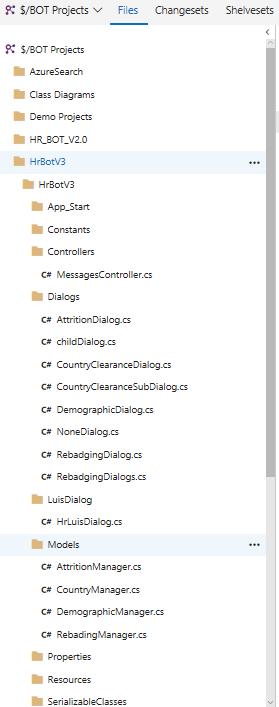 $/BOT Projects Files Changesets Shelvesets
$/BOT Projects
AzureSearch
Class Diagrams
Demo Projects
HR_BOT_V2.0
HrBotV3
HrBotV3
App_Start
Constants
Controllers
C# MessagesController.cs
Dialogs
C# AttritionDialog.cs
C# childDialog.cs
C# CountryClearanceDialog.cs
C# CountryClearanceSubDialog.cs
C# DemographicDialog.cs
C# NoneDialog.cs
C# RebadgingDialog.cs
C# RebadgingDialogs.cs
LuisDialog
C# HrLuisDialog.cs
Models
C# AttritionManager.cs
C# CountryManager.cs
C# DemographicManager.cs
C# RebadingManager.cs
Properties
Resources
SerializableClasses